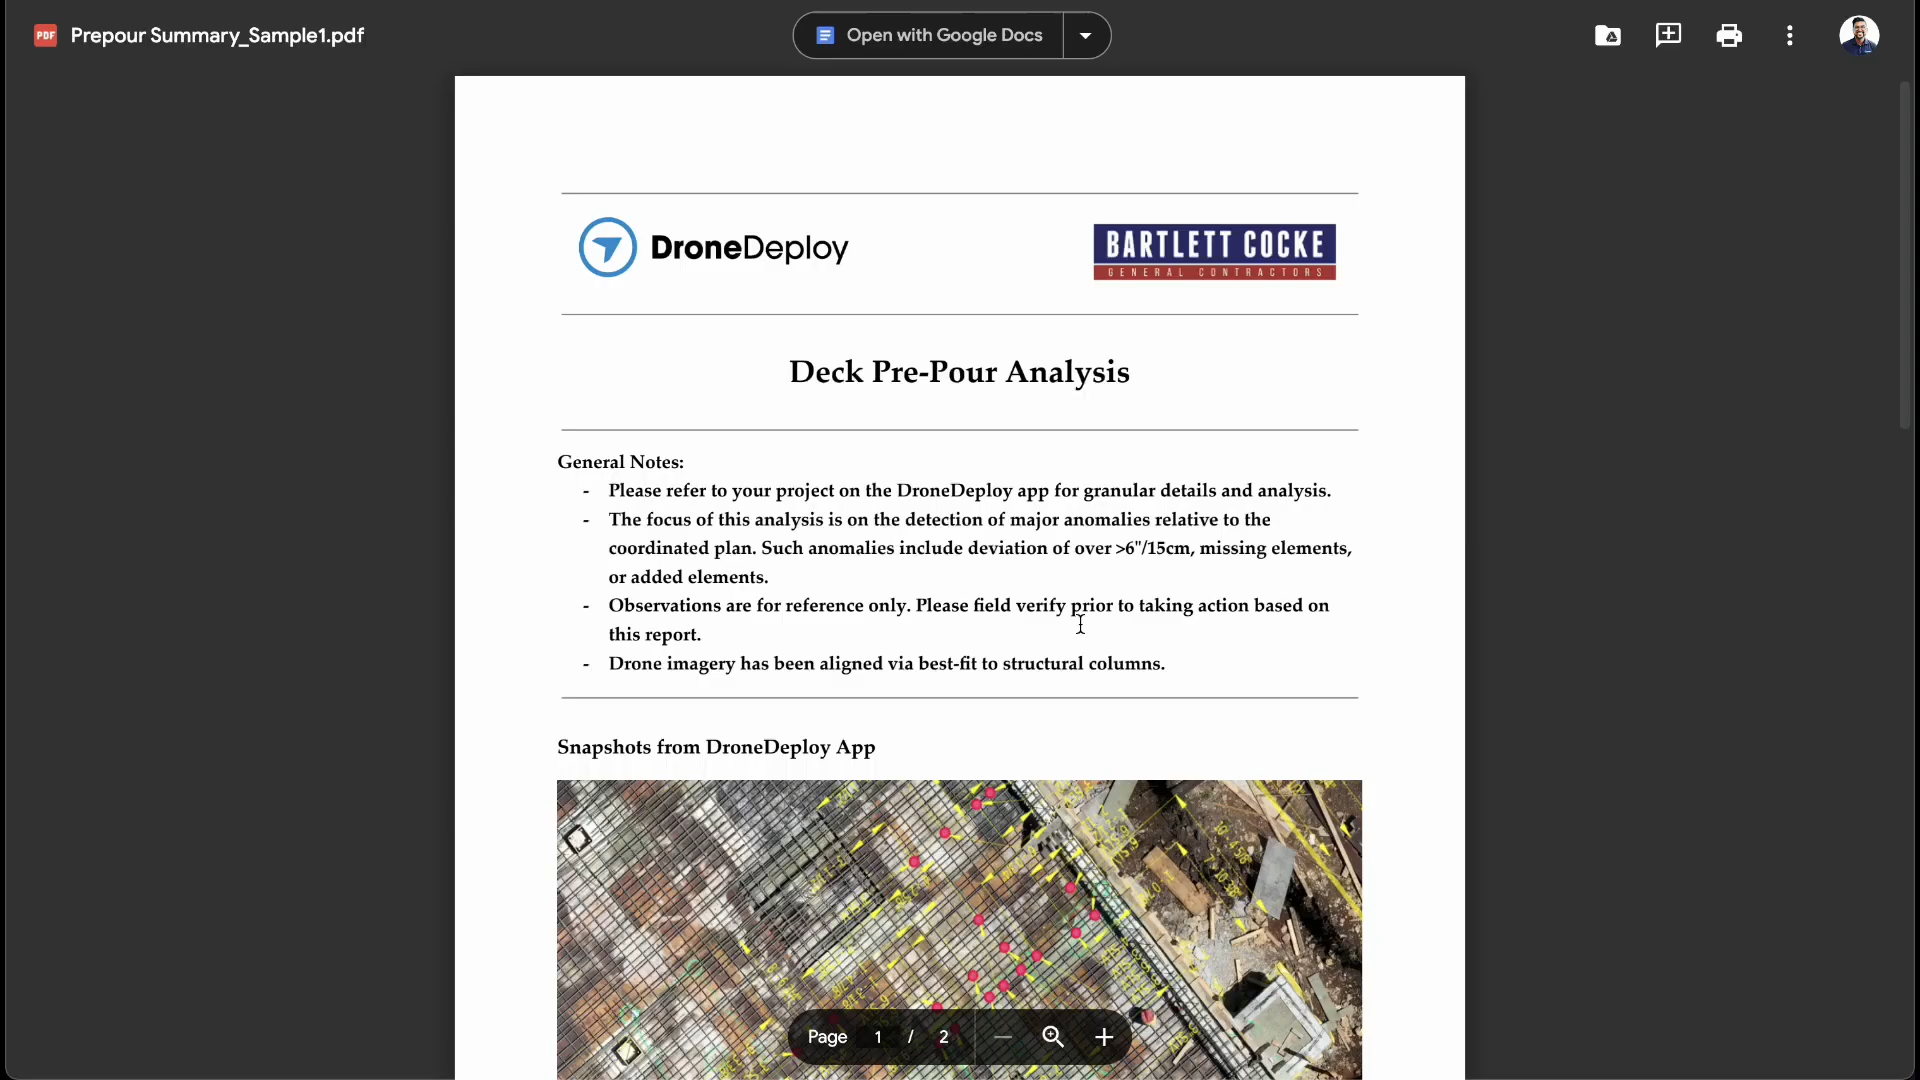 PDF
Prepour Summary_Sample1.pdf
Open with Google Docs
DroneDeploy
BARTLETT COCKE
GENERAL CONTRACTORS
Deck Pre-Pour Analysis
General Notes:
- Please refer to your project on the DroneDeploy app for granular details and analysis.
- The focus of this analysis is on the detection of major anomalies relative to the
coordinated plan. Such anomalies include deviation of over >6"/15cm, missing elements,
or added elements.
- Observations are for reference only. Please field verify prior to taking action based on
this report.
- Drone imagery has been aligned via best-fit to structural columns.
Snapshots from DroneDeploy App
Page 1 / 2